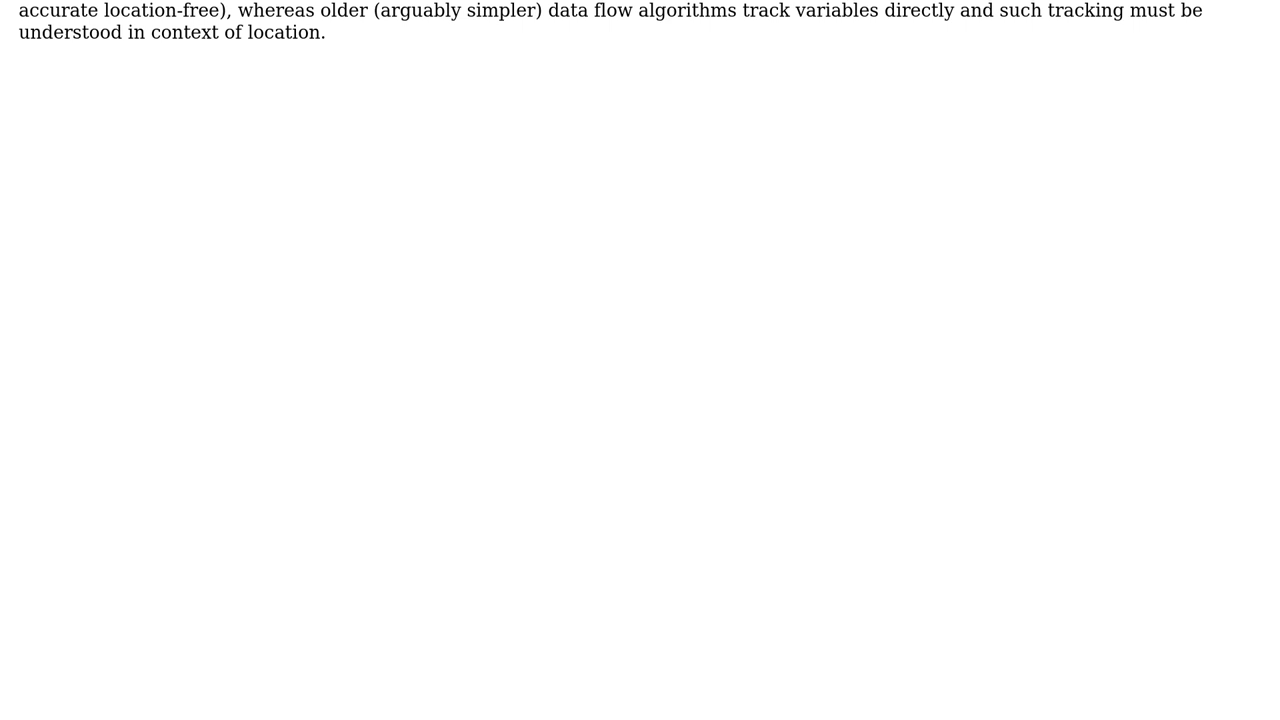 accurate location-free), whereas older (arguably simpler) data flow algorithms track variables directly and such tracking must be
understood in context of location.